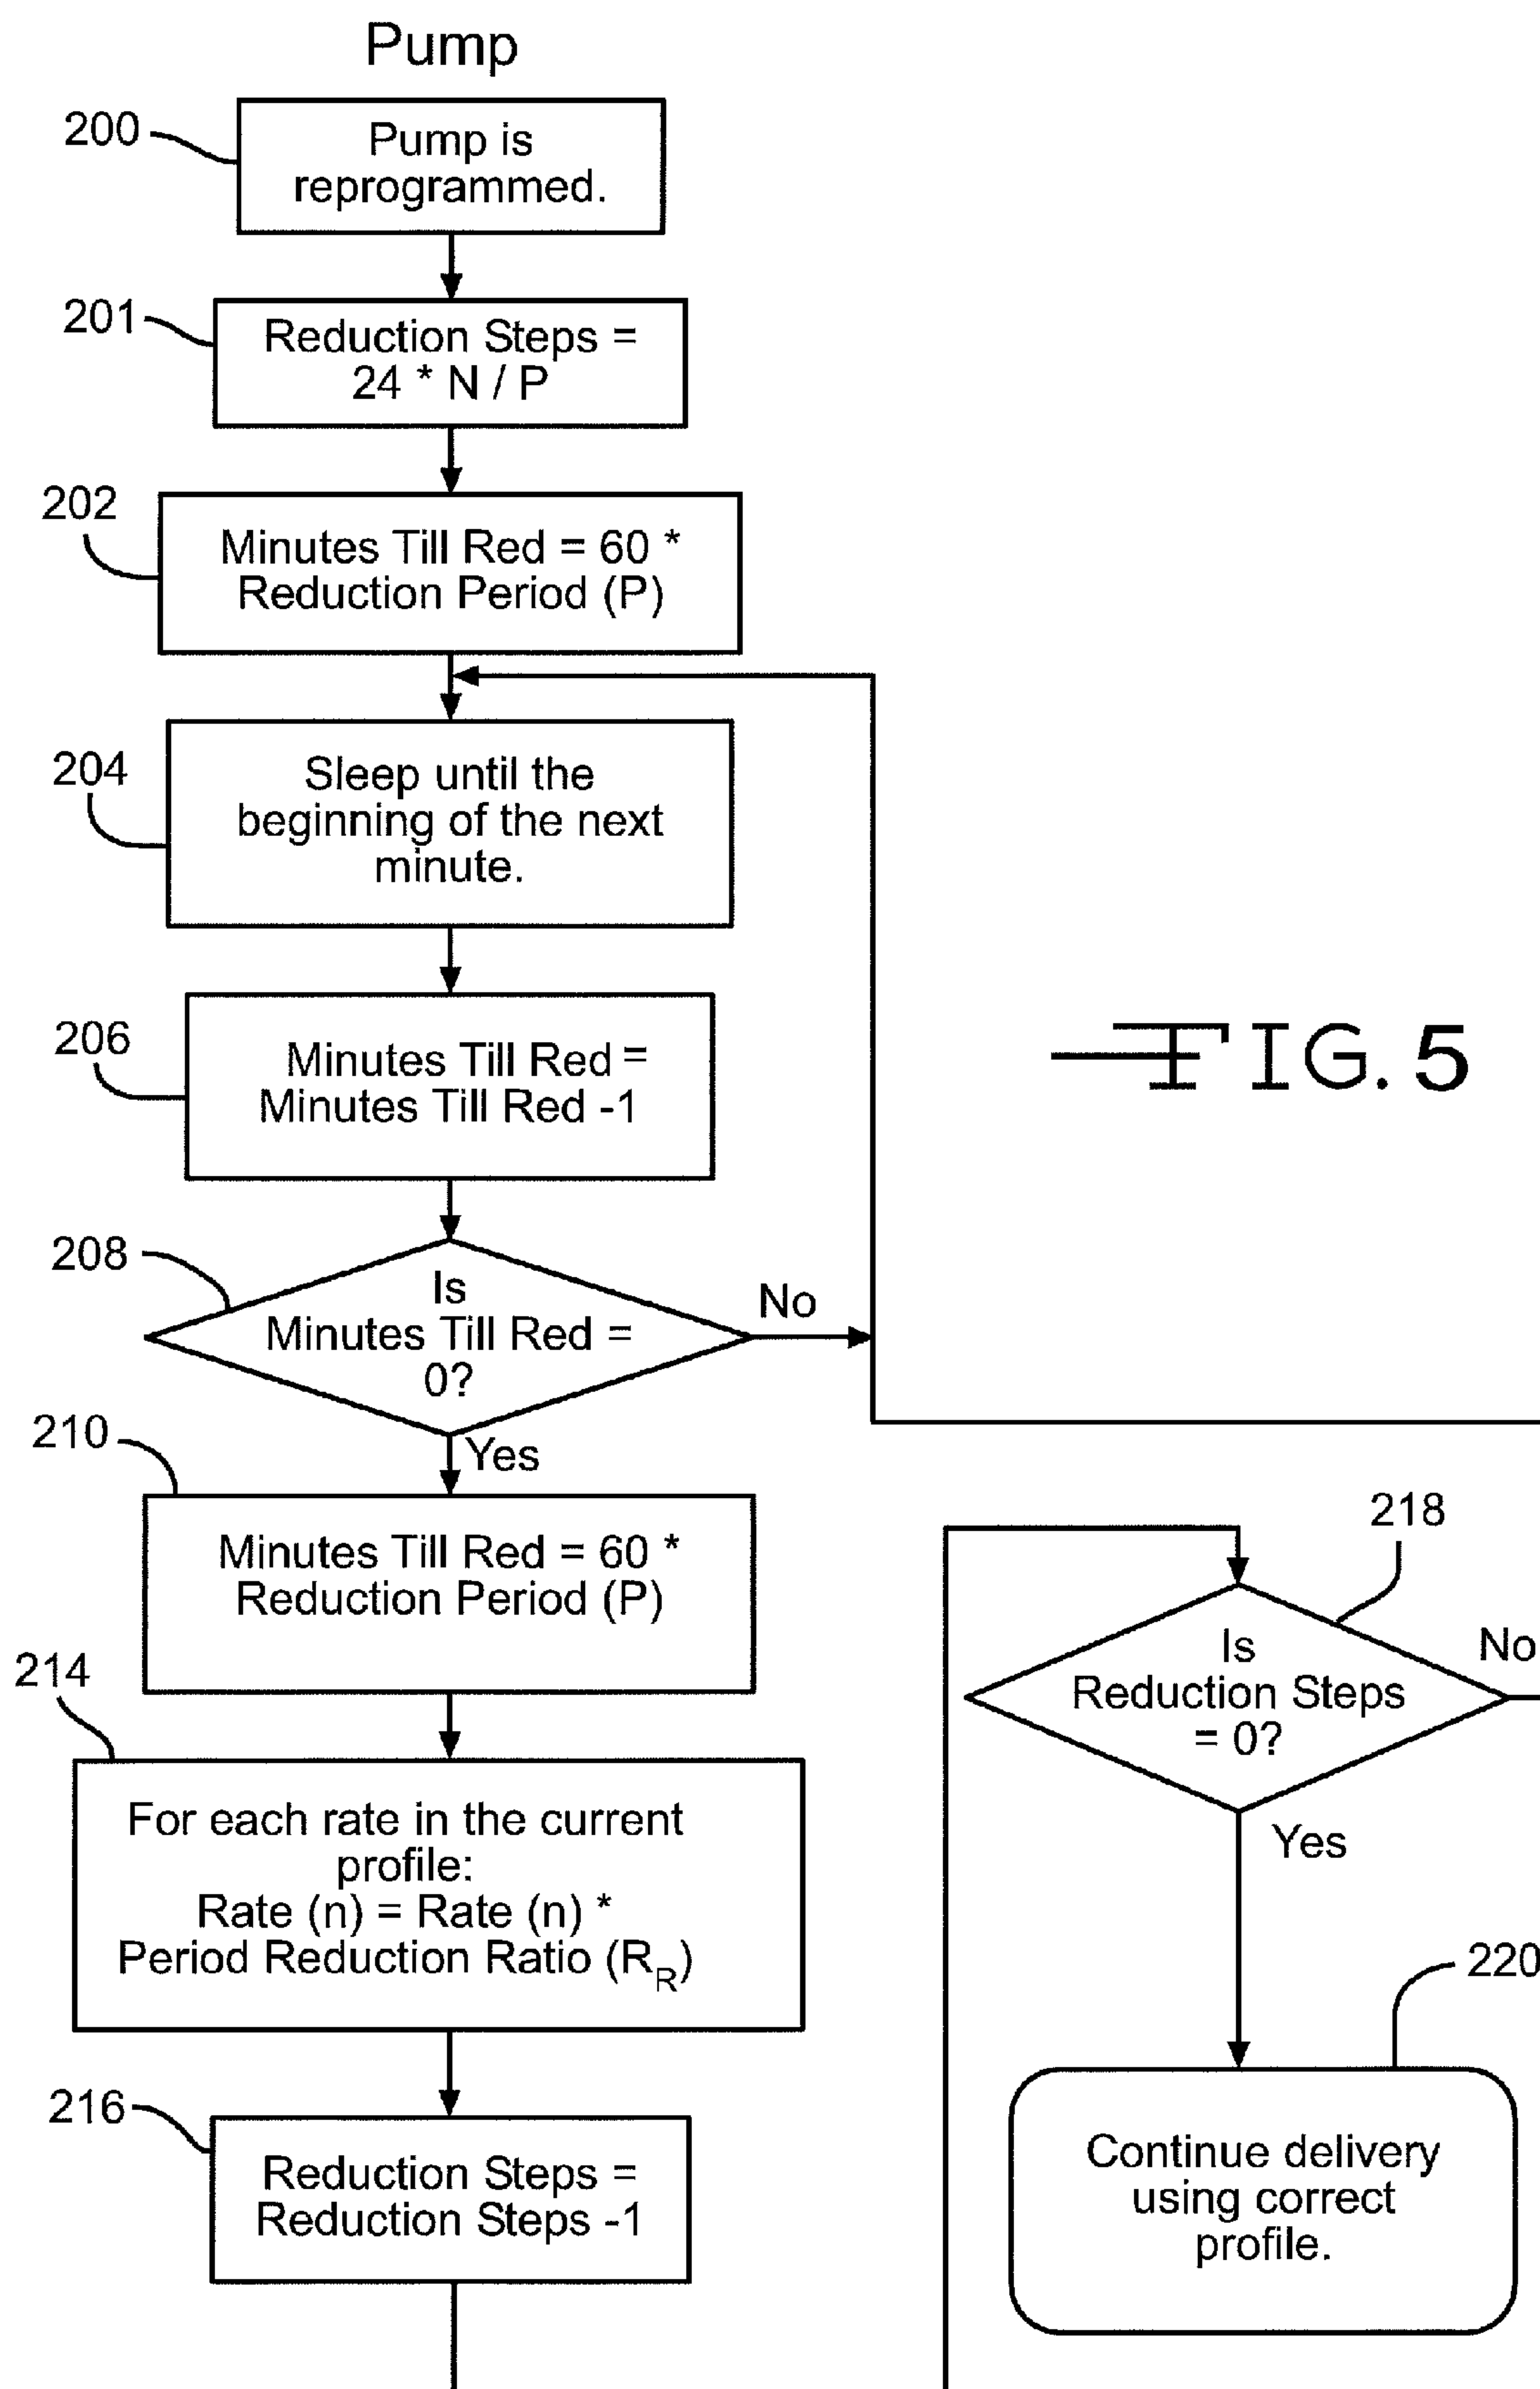 Pump
200
Pump is
reprogrammed.
201
Reduction Steps =
24 * N / P
202
Minutes Till Red = 60 *
Reduction Period (P)
204
Sleep until the
beginning of the next
minute.
206
Minutes Till Red =
Minutes Till Red -1
FIG. 5
208
Is
Minutes Till Red =
0?
No
Yes
210
Minutes Till Red = 60 *
Reduction Period (P)
214
For each rate in the current
profile:
Rate (n) = Rate (n) *
Period Reduction Ratio (RR)
216
Reduction Steps =
Reduction Steps -1
218
Is
Reduction Steps
= 0?
No
Yes
220
Continue delivery
using correct
profile.